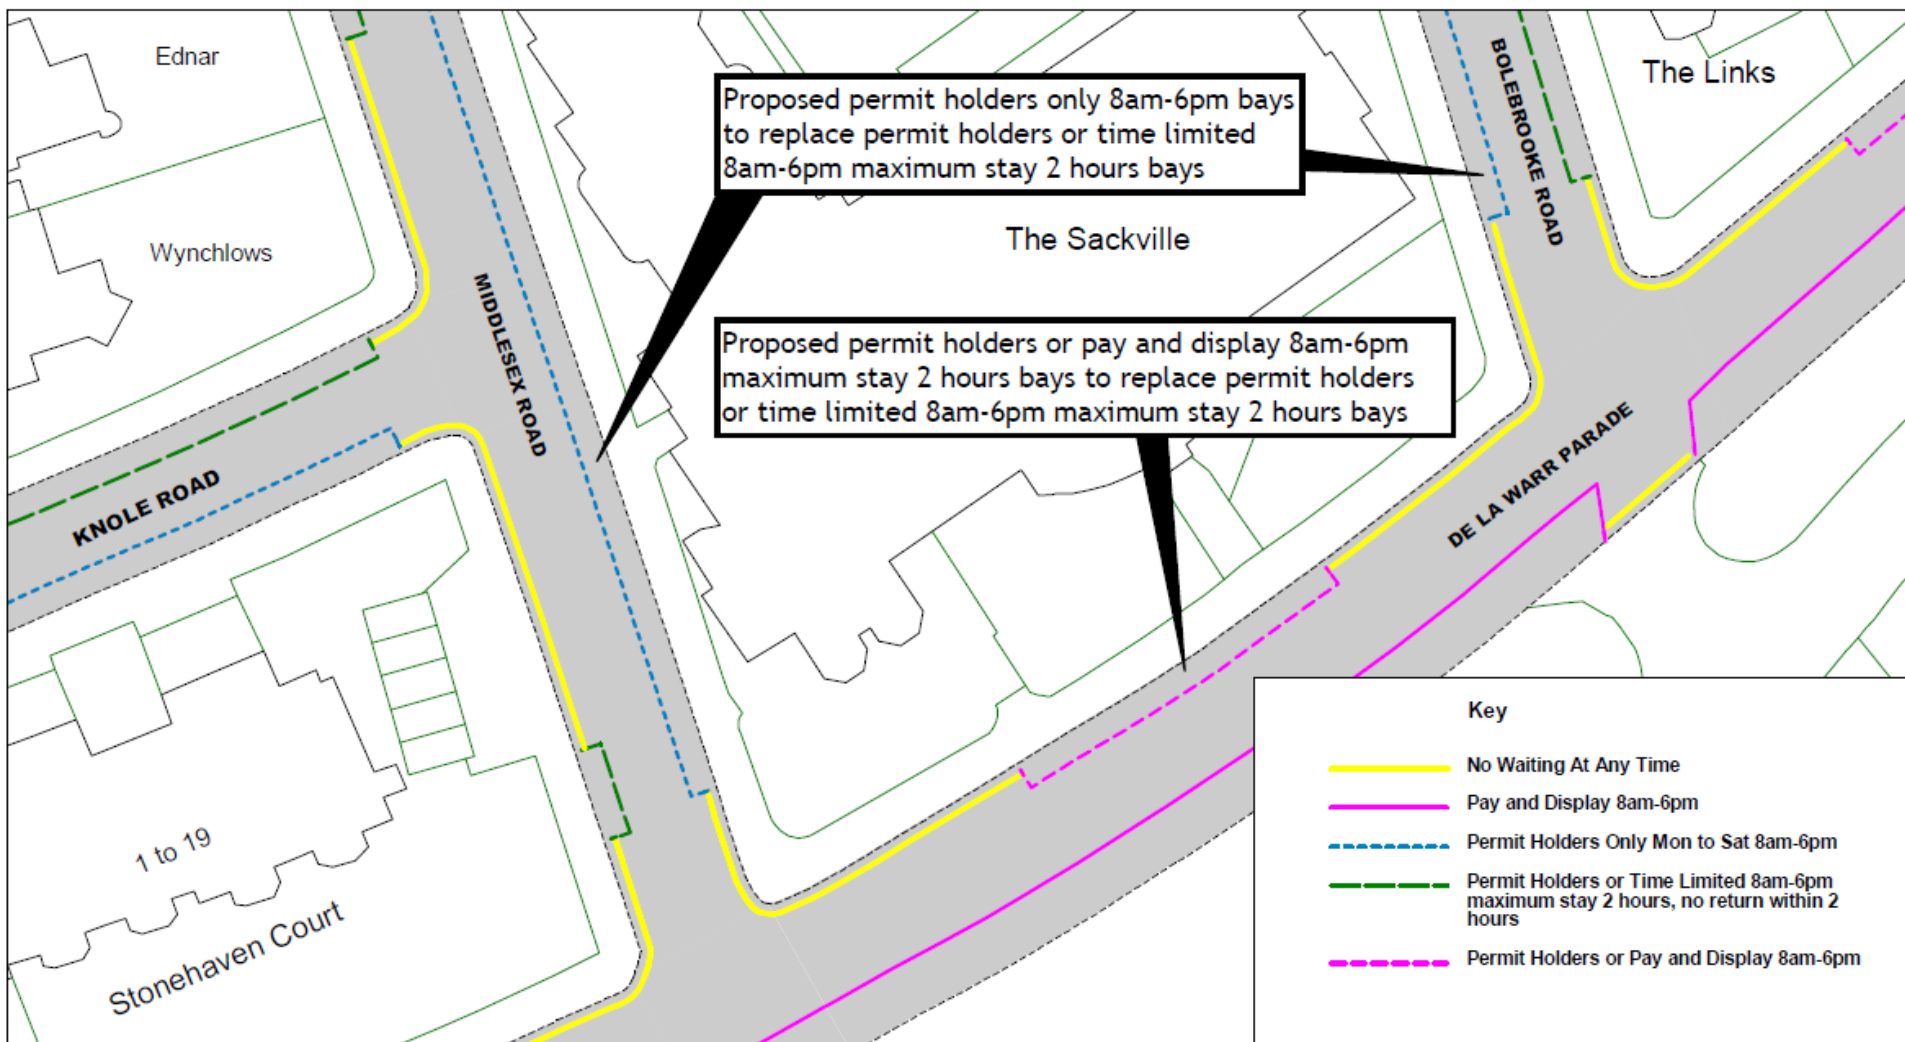 Ednar
The Links
BOLEBROOKE ROAD
Proposed permit holders only 8am-6pm bays
to replace permit holders or time limited
8am-6pm maximum stay 2 hours bays
Wynchlows
The Sackville
MIDDLESEX ROAD
Proposed permit holders or pay and display 8am-6pm
maximum stay 2 hours bays to replace permit holders
or time limited 8am-6pm maximum stay 2 hours bays
KNOLE ROAD
DE LA WARR PARADE
1 to 19
Stonehaven Court
Key
No Waiting At Any Time
Pay and Display 8am-6pm
Permit Holders Only Mon to Sat 8am-6pm
Permit Holders or Time Limited 8am-6pm
maximum stay 2 hours, no return within 2
hours
Permit Holders or Pay and Display 8am-6pm